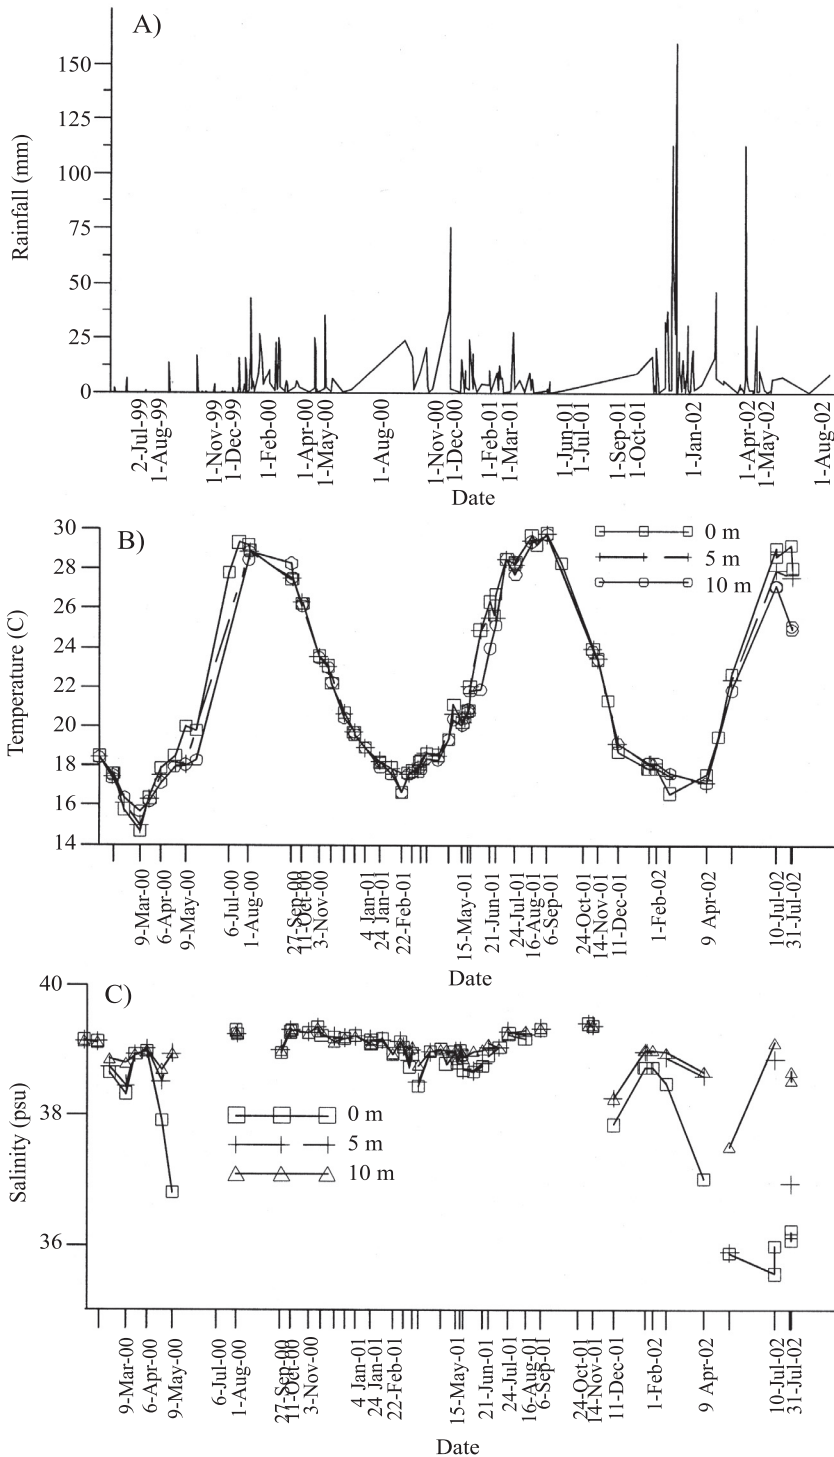 A)
150
125
100
75
50
25
0
Rainfall (mm)
2-Jul-99
1-Aug-99
1-Nov-99
1-Dec-99
1-Feb-00
1-Apr-00
1-May-00
1-Aug-00
1-Nov-00
1-Dec-00
1-Feb-01
1-Mar-01
1-Jun-01
1-Jul-01
1-Sep-01
1-Oct-01
1-Jan-02
1-Apr-02
1-May-02
1-Aug-02
Date
B)
30
28
26
24
22
20
18
16
14
Temperature (C)
0 m
5 m
10 m
9-Mar-00
6-Apr-00
9-May-00
6-Jul-00
1-Aug-00
27-Sep-00
11-Oct-00
3-Nov-00
4 Jan-01
24 Jan-01
22-Feb-01
15-May-01
21-Jun-01
24-Jul-01
16-Aug-01
6-Sep-01
24-Oct-01
14-Nov-01
11-Dec-01
1-Feb-02
9 Apr-02
10-Jul-02
31-Jul-02
Date
C)
40
38
36
Salinity (psu)
0 m
5 m
10 m
9-Mar-00
6-Apr-00
9-May-00
6-Jul-00
1-Aug-00
27-Sep-00
11-Oct-00
3-Nov-00
4 Jan-01
24 Jan-01
22-Feb-01
15-May-01
21-Jun-01
24-Jul-01
16-Aug-01
6-Sep-01
24-Oct-01
14-Nov-01
11-Dec-01
1-Feb-02
9 Apr-02
10-Jul-02
31-Jul-02
Date